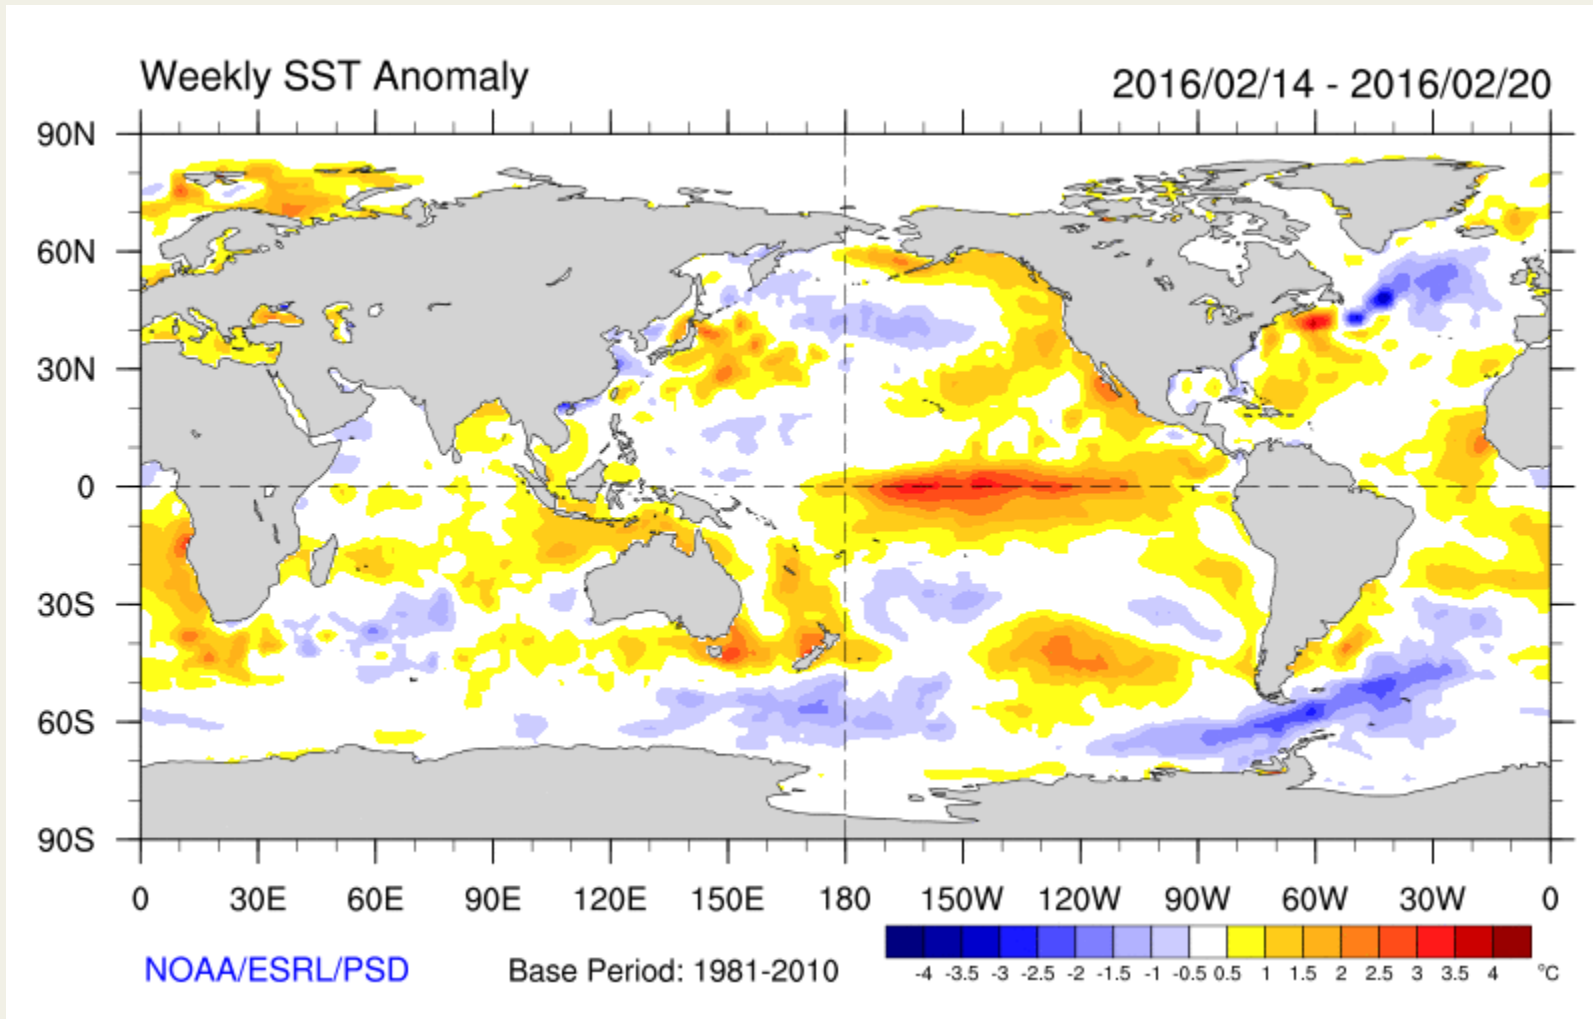 Weekly SST Anomaly
2016/02/14 - 2016/02/20
90N
60N
30N
0
30S
60S
90S
0 30E 60E 90E 120E 150E 180 150W 120W 90W 60W 30W 0
NOAA/ESRL/PSD
Base Period: 1981-2010
-4 -3.5 -3 -2.5 -2 -1.5 -1 -0.5 0.5 1 1.5 2 2.5 3 3.5 4 °C